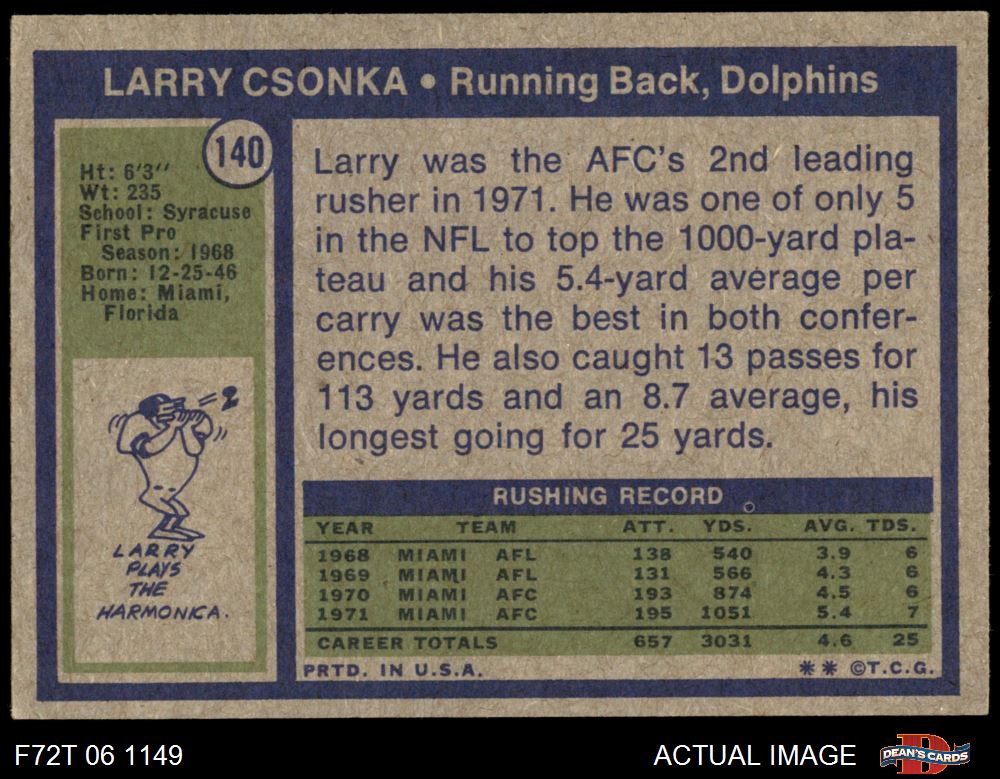 LARRY CSONKA • Running Back, Dolphins
140
Ht: 6'3''
Wt: 235
School: Syracuse
First Pro
Season: 1968
Born: 12-25-46
Home: Miami,
Florida
LARRY
PLAYS
THE
HARMONICA.
Larry was the AFC's 2nd leading
rusher in 1971. He was one of only 5
in the NFL to top the 1000-yard pla-
teau and his 5.4-yard average per
carry was the best in both confer-
ences. He also caught 13 passes for
113 yards and an 8.7 average, his
longest going for 25 yards.
RUSHING RECORD
YEAR TEAM ATT. YDS. AVG. TDS.
1968 MIAMI AFL 138 540 3.9 6
1969 MIAMI AFL 131 566 4.3 6
1970 MIAMI AFC 193 874 4.5 6
1971 MIAMI AFC 195 1051 5.4 7
CAREER TOTALS 657 3031 4.6 25
PRTD. IN U.S.A. ** ©T.C.G.
F72T 06 1149 ACTUAL IMAGE DEAN'S CARDS